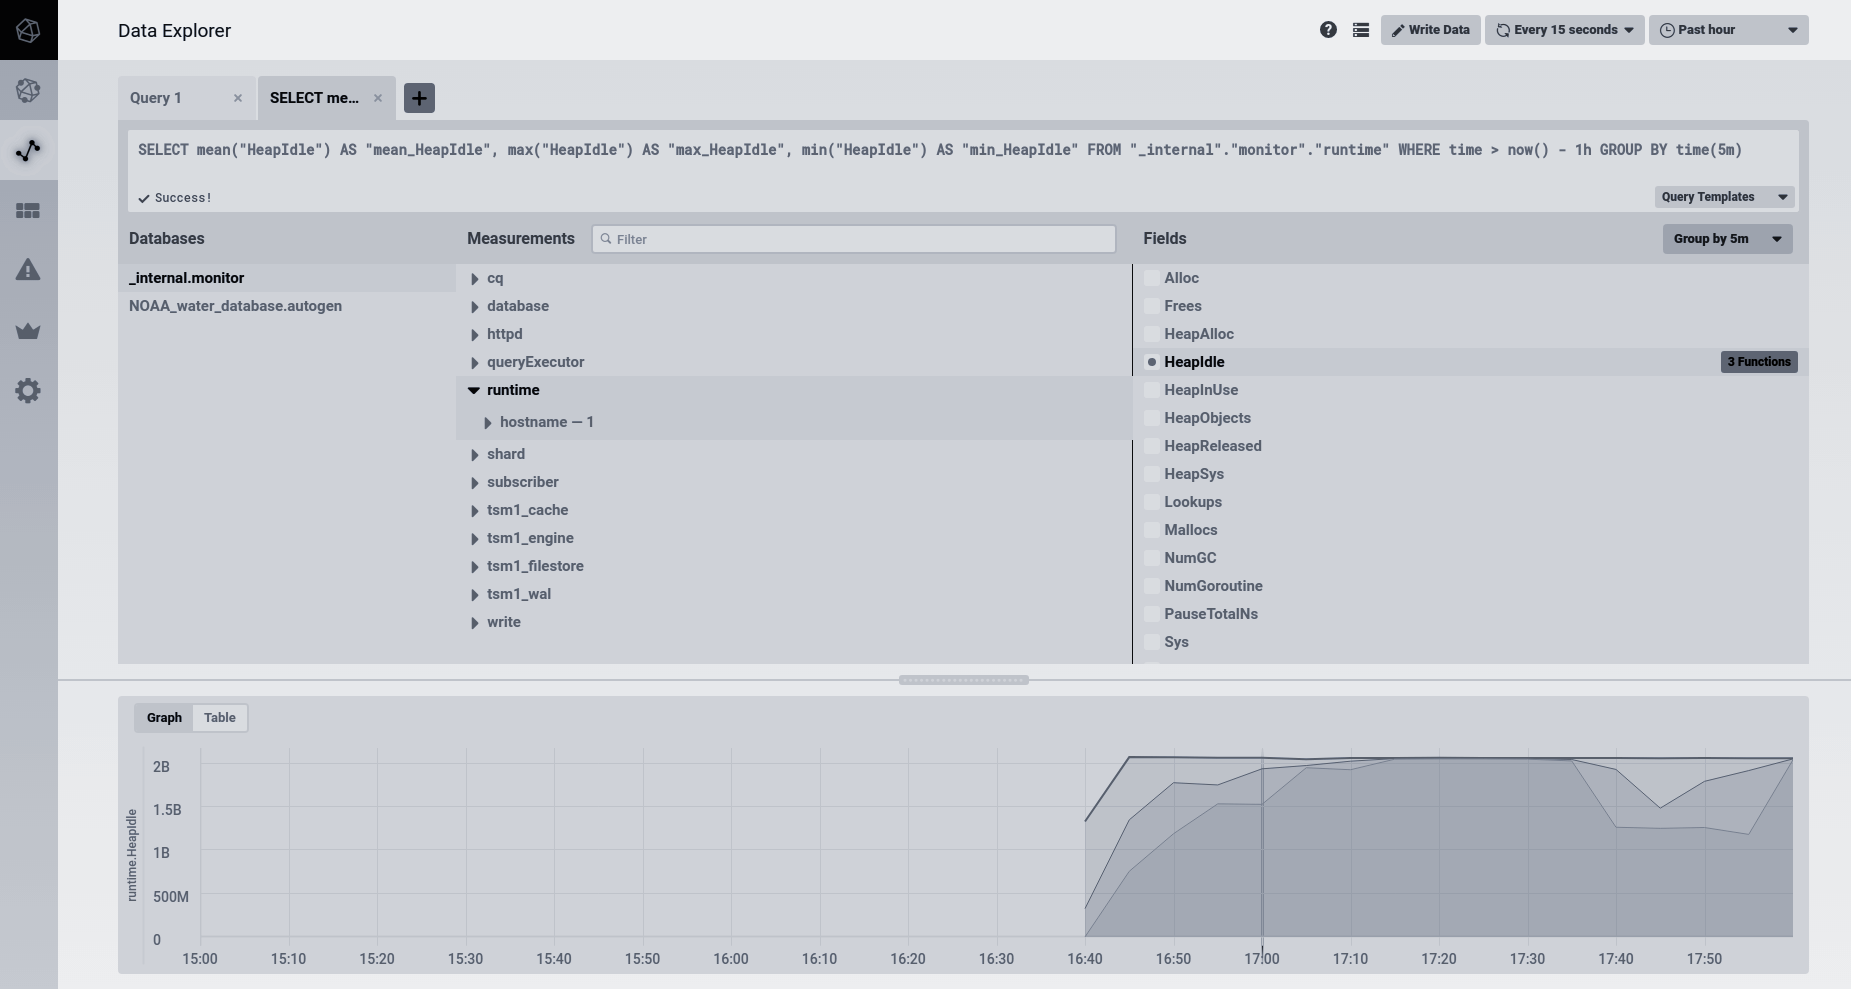 Data Explorer
Write Data
Every 15 seconds
Past hour
Query 1
SELECT me...
SELECT mean("HeapIdle") AS "mean_HeapIdle", max("HeapIdle") AS "max_HeapIdle", min("HeapIdle") AS "min_HeapIdle" FROM "_internal"."monitor"."runtime" WHERE time > now() - 1h GROUP BY time(5m)
Success!
Query Templates
Databases
_internal.monitor
NOAA_water_database.autogen
Measurements
Filter
cq
database
httpd
queryExecutor
runtime
hostname — 1
shard
subscriber
tsm1_cache
tsm1_engine
tsm1_filestore
tsm1_wal
write
Fields
Group by 5m
Alloc
Frees
HeapAlloc
HeapIdle
3 Functions
HeapInUse
HeapObjects
HeapReleased
HeapSys
Lookups
Mallocs
NumGC
NumGoroutine
PauseTotalNs
Sys
Graph
Table
runtime.HeapIdle
2B
1.5B
1B
500M
0
15:00 15:10 15:20 15:30 15:40 15:50 16:00 16:10 16:20 16:30 16:40 16:50 17:00 17:10 17:20 17:30 17:40 17:50